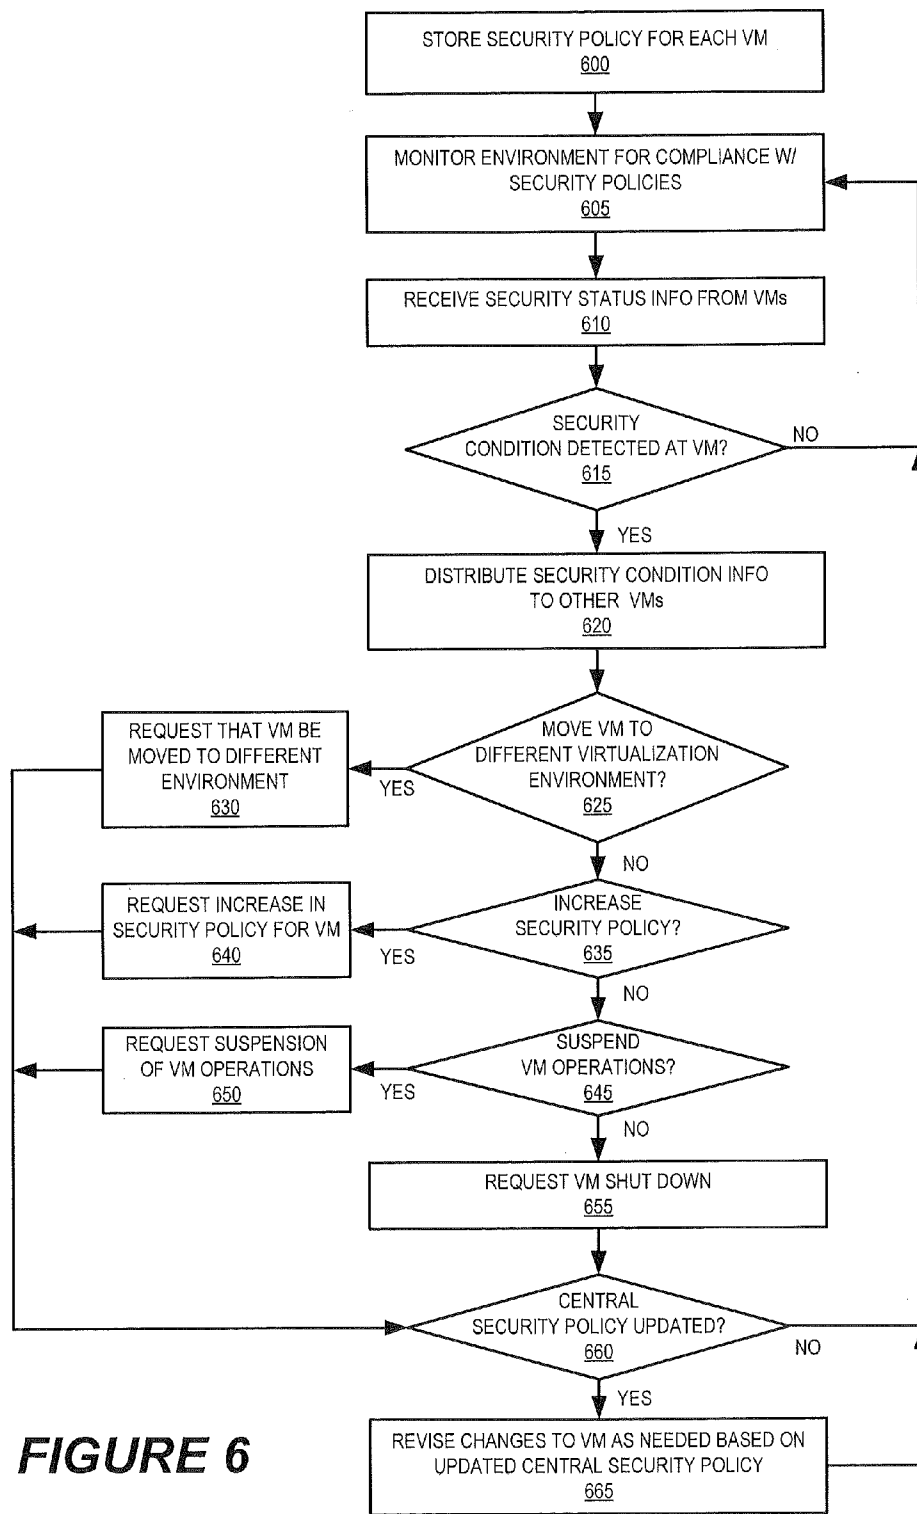 STORE SECURITY POLICY FOR EACH VM
600
MONITOR ENVIRONMENT FOR COMPLIANCE W/
SECURITY POLICIES
605
RECEIVE SECURITY STATUS INFO FROM VMs
610
SECURITY
CONDITION DETECTED AT VM?
615
NO
YES
DISTRIBUTE SECURITY CONDITION INFO
TO OTHER VMs
620
MOVE VM TO
DIFFERENT VIRTUALIZATION
ENVIRONMENT?
625
YES
REQUEST THAT VM BE
MOVED TO DIFFERENT
ENVIRONMENT
630
NO
INCREASE
SECURITY POLICY?
635
YES
REQUEST INCREASE IN
SECURITY POLICY FOR VM
640
NO
SUSPEND
VM OPERATIONS?
645
YES
REQUEST SUSPENSION
OF VM OPERATIONS
650
NO
REQUEST VM SHUT DOWN
655
CENTRAL
SECURITY POLICY UPDATED?
660
NO
YES
REVISE CHANGES TO VM AS NEEDED BASED ON
UPDATED CENTRAL SECURITY POLICY
665
FIGURE 6